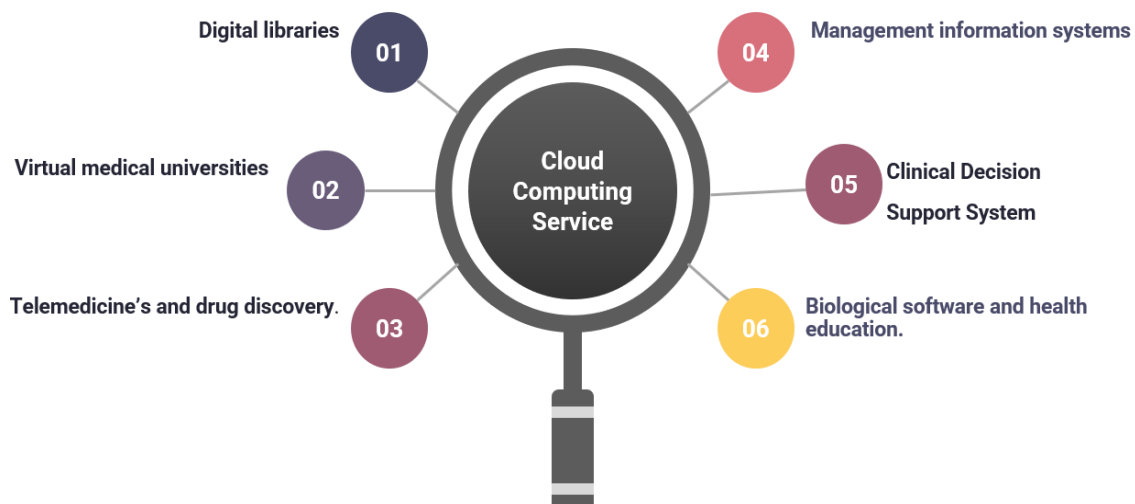 Digital libraries
01
Virtual medical universities
02
Telemedicine's and drug discovery.
03
Cloud
Computing
Service
04
Management information systems
05
Clinical Decision
Support System
06
Biological software and health
education.